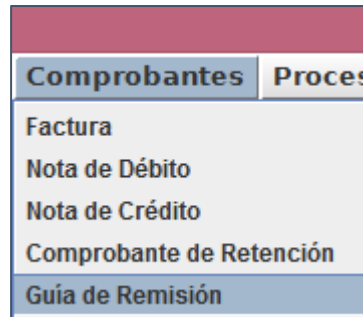 Comprobantes
Factura
Nota de Débito
Nota de Crédito
Comprobante de Retención
Guía de Remisión